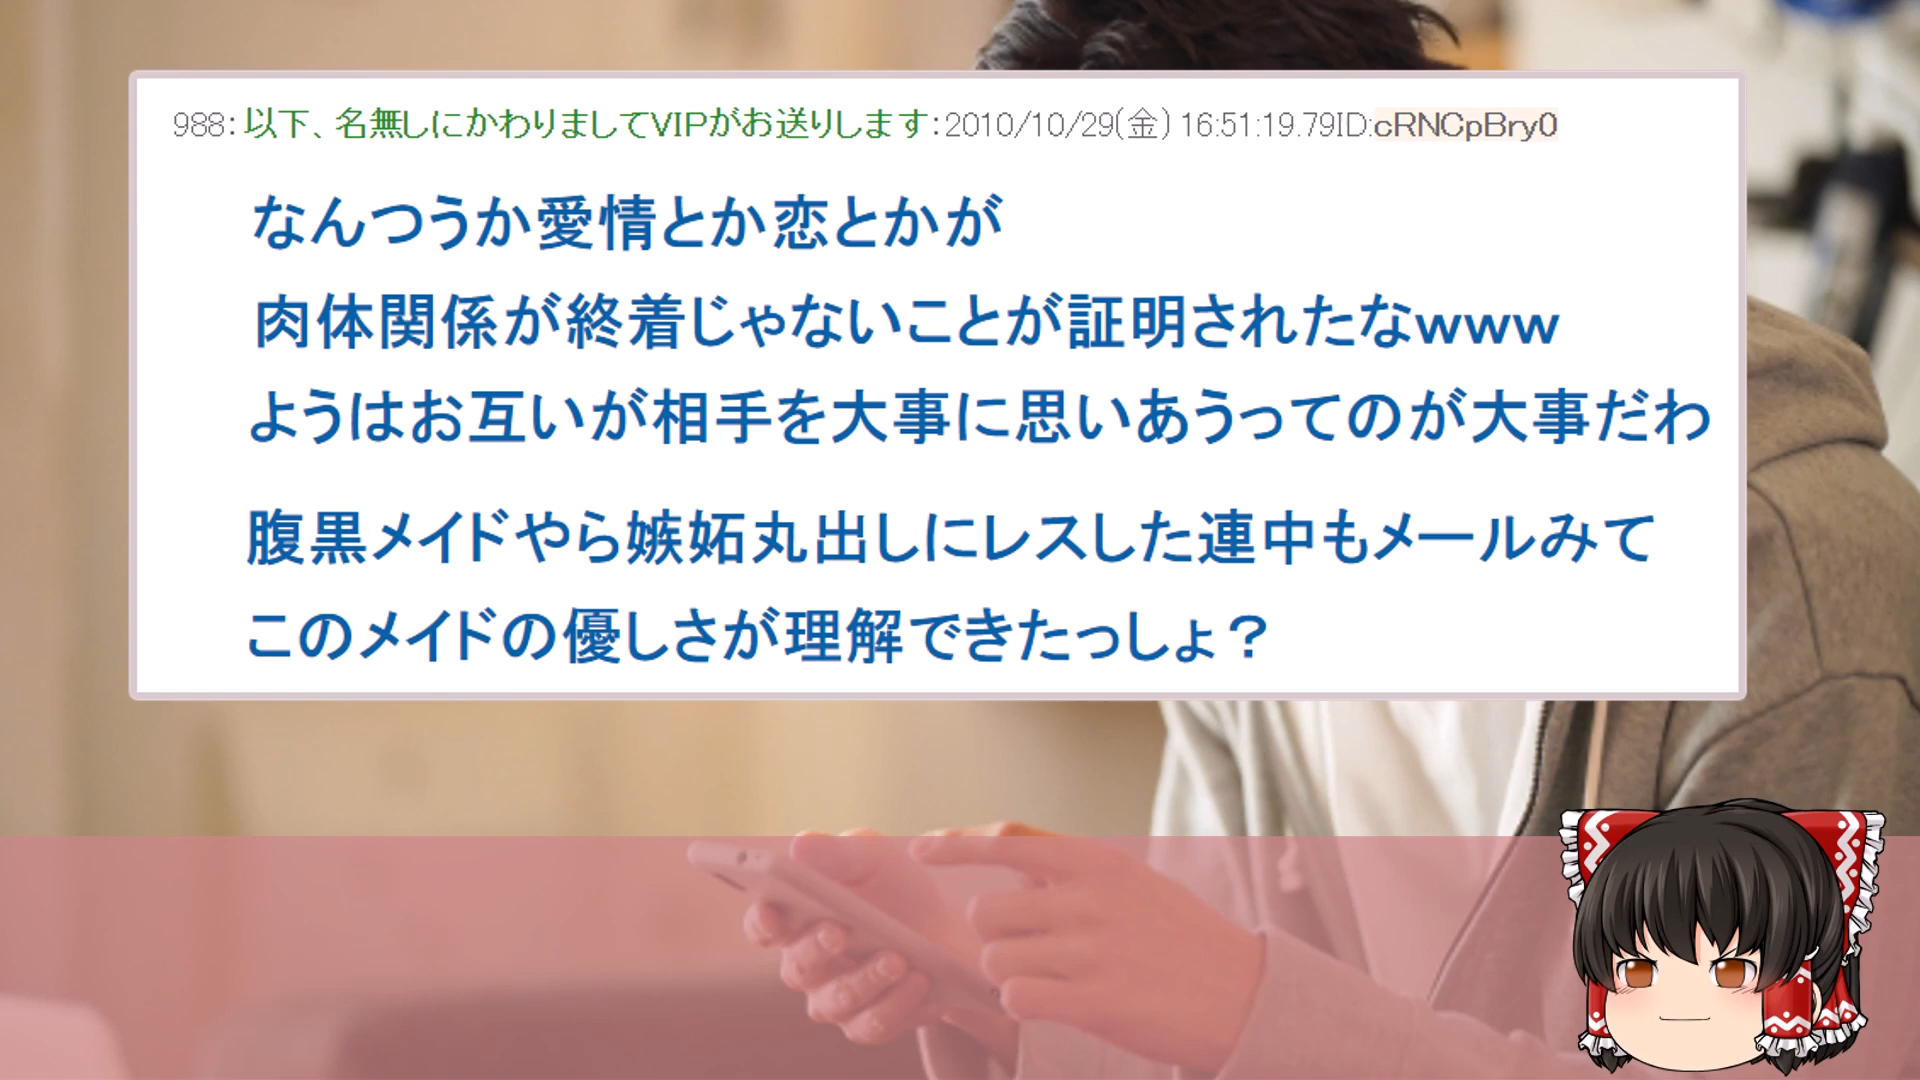 988：以下、名無しにかわりましてVIPがお送りします：2010/10/29(金) 16:51:19.79ID:cRNCpBry0
なんつうか愛情とか恋とかが
肉体関係が終着じゃないことが証明されたなwww
ようはお互いが相手を大事に思いあうってのが大事だわ
腹黒メイドやら嫉妬丸出しにレスした連中もメールみて
このメイドの優しさが理解できたっしょ？